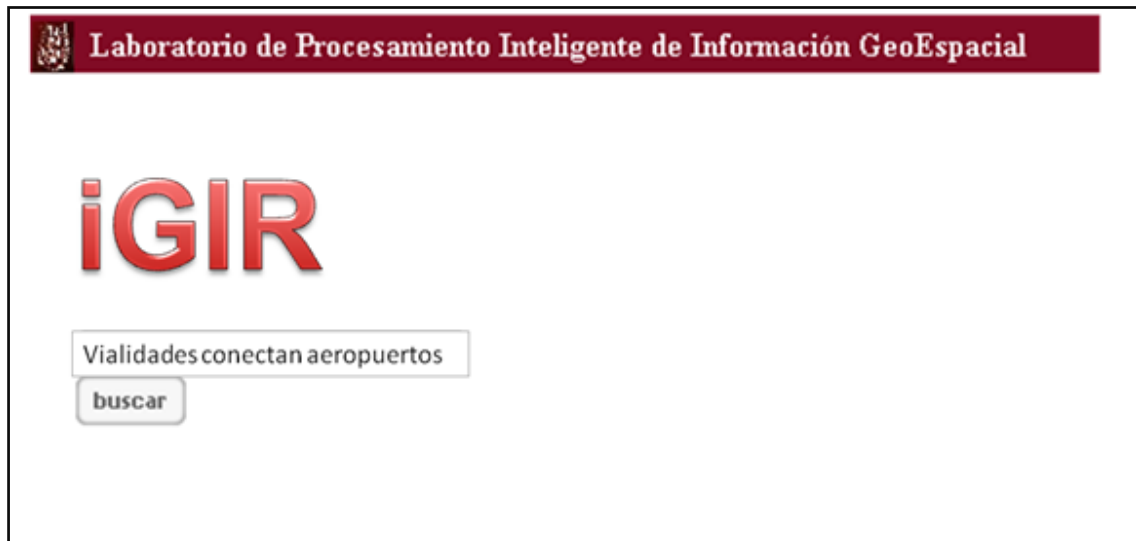 Laboratorio de Procesamiento Inteligente de Información GeoEspacial
iGIR
Vialidades conectan aeropuertos
buscar